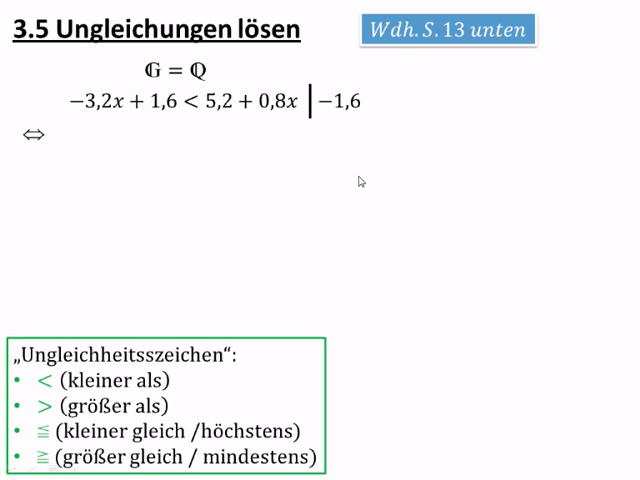 3.5 Ungleichungen lösen
Wdh. S. 13 unten
𝔾 = ℚ
−3,2x + 1,6 < 5,2 + 0,8x | −1,6
⇔
„Ungleichheitsszeichen“:
• < (kleiner als)
• > (größer als)
• ≦ (kleiner gleich /höchstens)
• ≧ (größer gleich / mindestens)